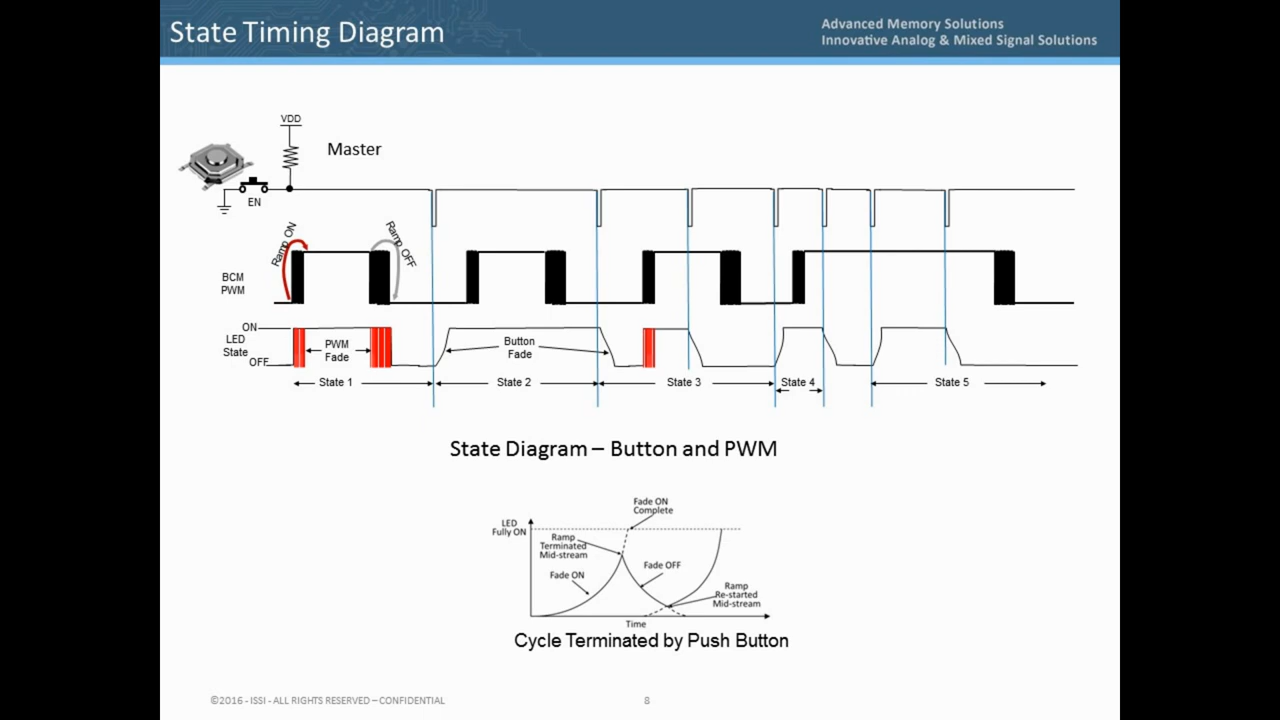 State Timing Diagram
Advanced Memory Solutions
Innovative Analog & Mixed Signal Solutions
VDD
Master
EN
Ramp ON
Ramp OFF
BCM
PWM
ON
LED
State
OFF
PWM
Fade
Button
Fade
State 1
State 2
State 3
State 4
State 5
State Diagram – Button and PWM
Fade ON
Complete
LED
Fully ON
Ramp
Terminated
Mid-stream
Fade OFF
Fade ON
Ramp
Re-started
Mid-stream
Time
Cycle Terminated by Push Button
©2016 - ISSI - ALL RIGHTS RESERVED – CONFIDENTIAL
8